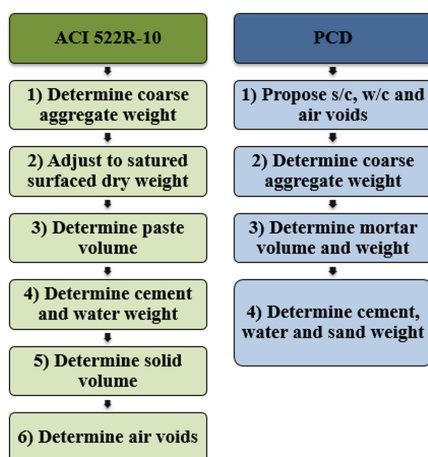 ACI 522R-10
1) Determine coarse
aggregate weight
2) Adjust to satured
surfaced dry weight
3) Determine paste
volume
4) Determine cement
and water weight
5) Determine solid
volume
6) Determine air voids
PCD
1) Propose s/c, w/c and
air voids
2) Determine coarse
aggregate weight
3) Determine mortar
volume and weight
4) Determine cement,
water and sand weight